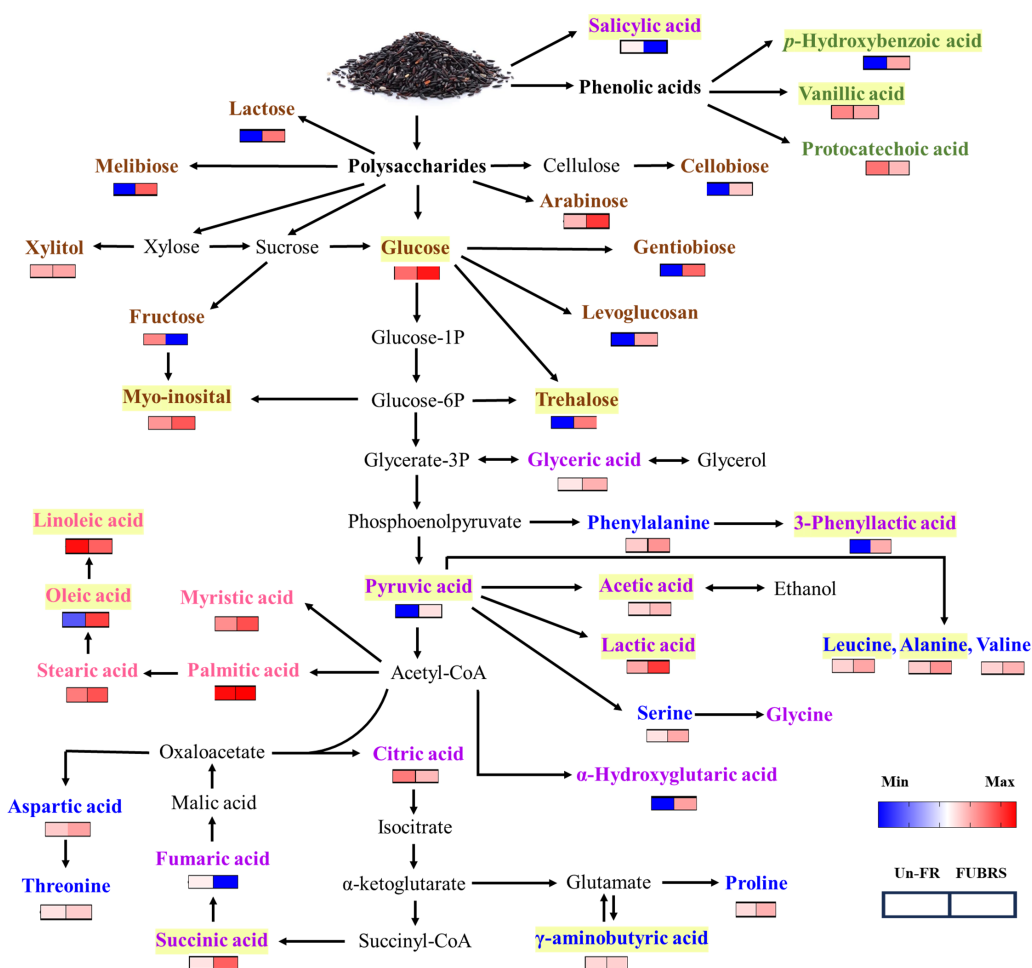 Salicylic acid
p-Hydroxybenzoic acid
Phenolic acids
Vanillic acid
Lactose
Protocatechoic acid
Melibiose
Polysaccharides
Cellulose
Cellobiose
Arabinose
Xylitol
Xylose
Sucrose
Glucose
Gentiobiose
Fructose
Levoglucosan
Glucose-1P
Myo-inosital
Glucose-6P
Trehalose
Glycerate-3P
Glyceric acid
Glycerol
Linoleic acid
Phosphoenolpyruvate
Phenylalanine
3-Phenyllactic acid
Oleic acid
Myristic acid
Pyruvic acid
Acetic acid
Ethanol
Lactic acid
Leucine, Alanine, Valine
Stearic acid
Palmitic acid
Acetyl-CoA
Serine
Glycine
Oxaloacetate
Citric acid
α-Hydroxyglutaric acid
Min
Max
Aspartic acid
Malic acid
Isocitrate
Fumaric acid
Un-FR
FUBRS
Threonine
α-ketoglutarate
Glutamate
Proline
Succinic acid
Succinyl-CoA
γ-aminobutyric acid